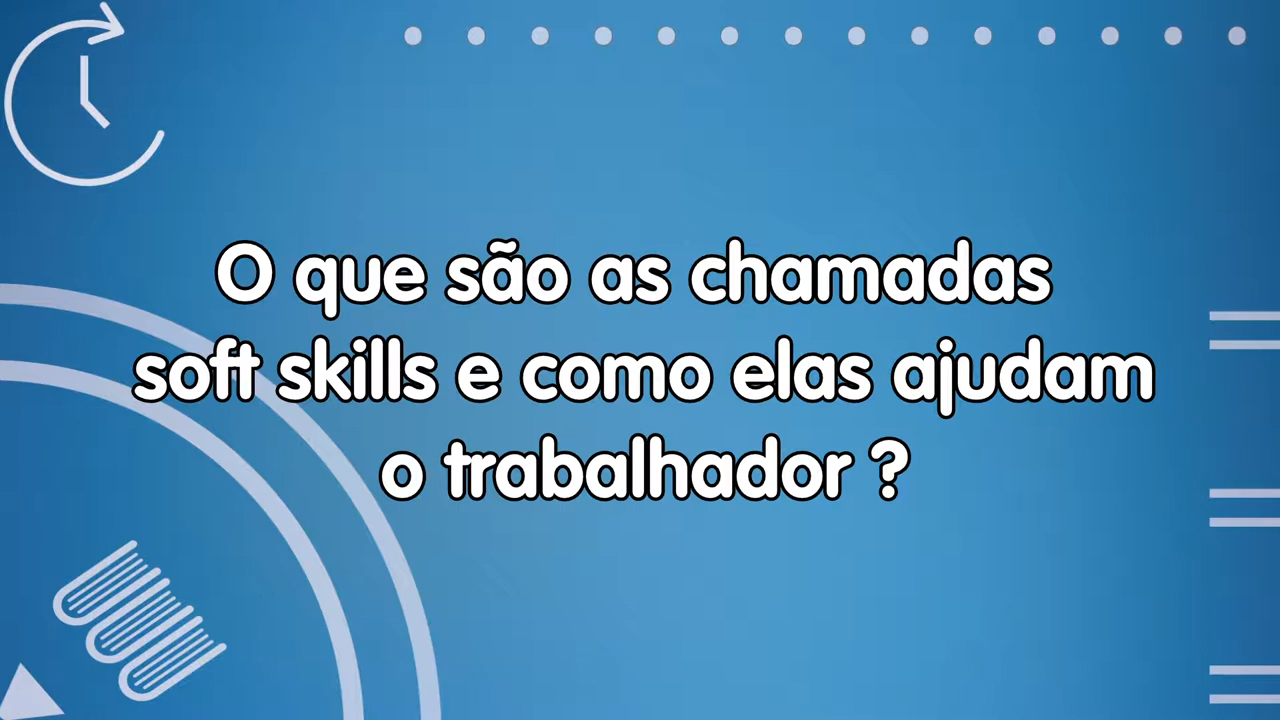 O que são as chamadas
soft skills e como elas ajudam
o trabalhador ?